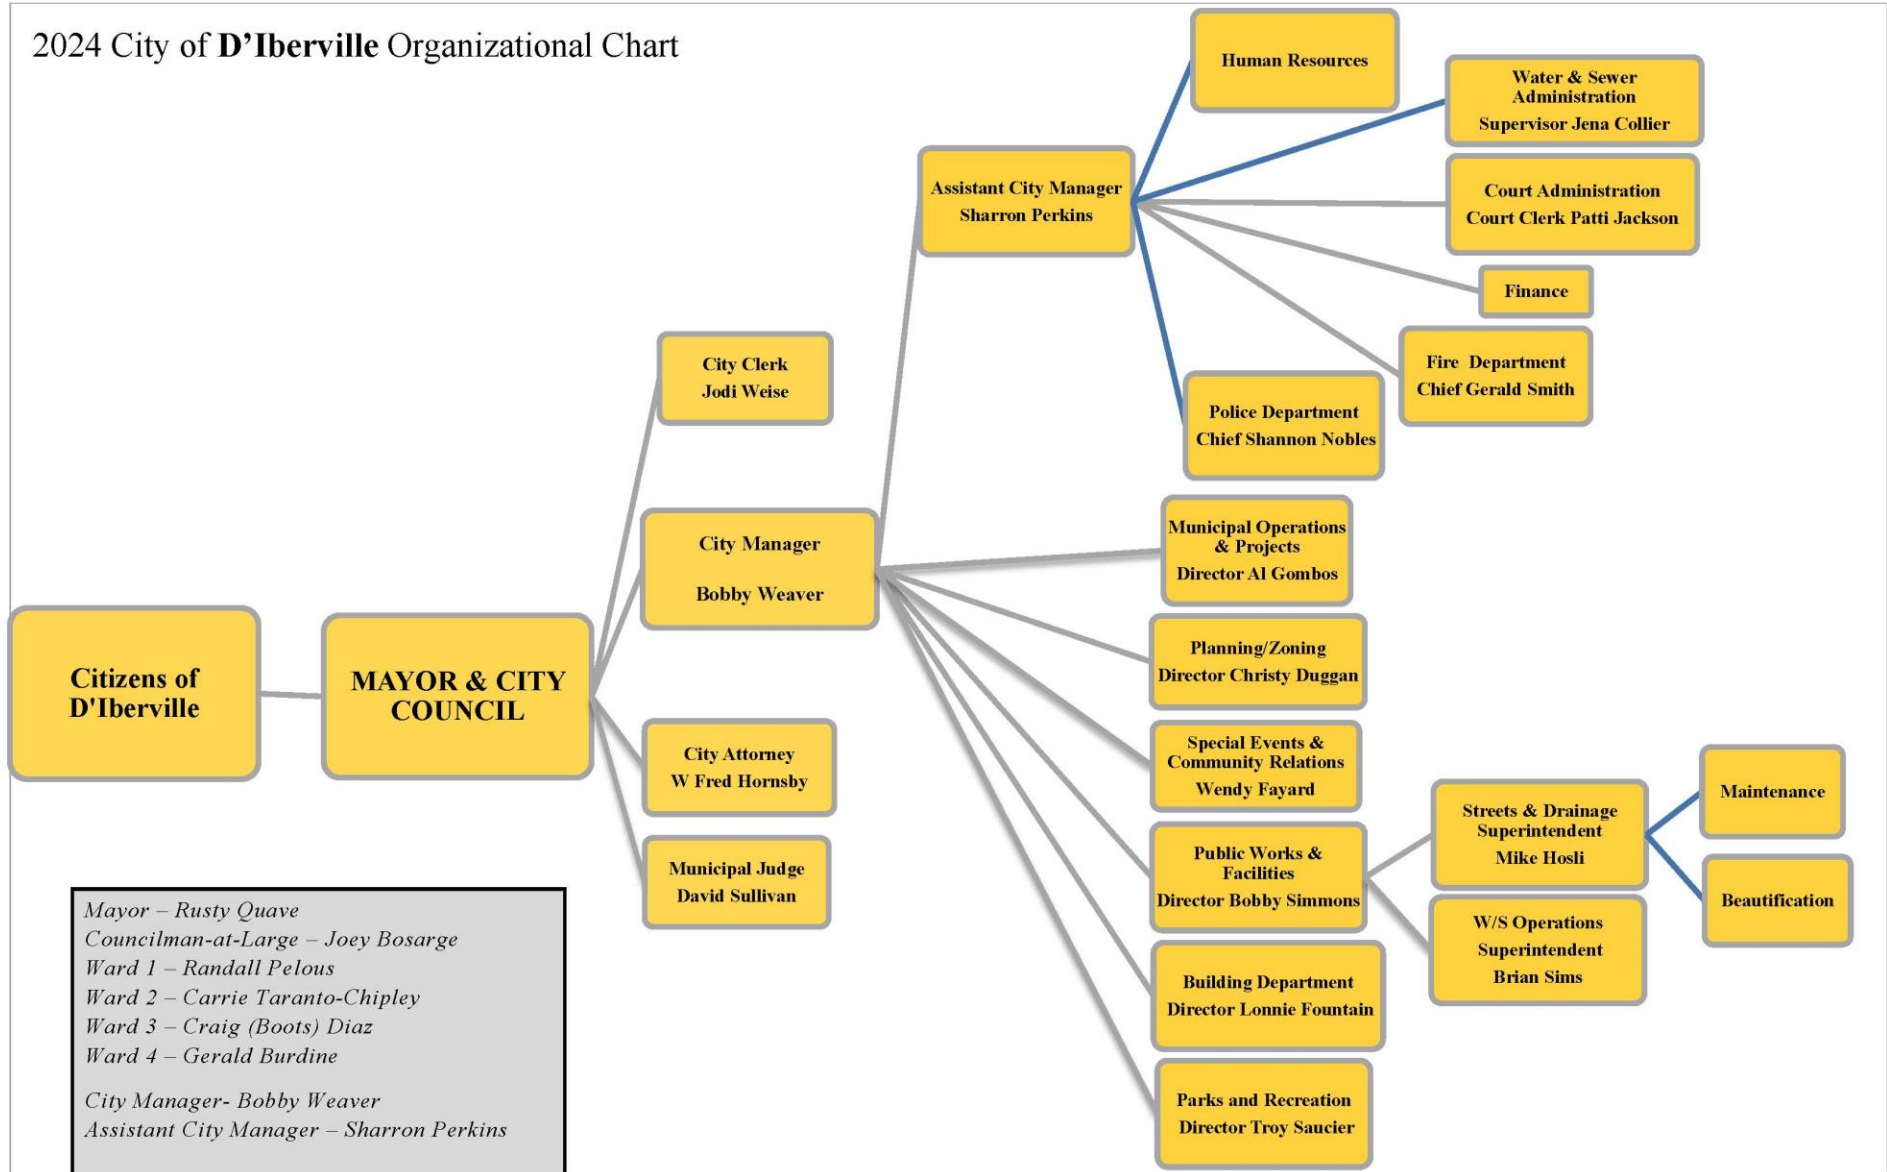 2024 City of D'Iberville Organizational Chart
Human Resources
Water & Sewer
Administration
Supervisor Jena Collier
Assistant City Manager
Sharron Perkins
Court Administration
Court Clerk Patti Jackson
Finance
Fire Department
Chief Gerald Smith
Police Department
Chief Shannon Nobles
City Clerk
Jodi Weise
City Manager
Bobby Weaver
Municipal Operations
& Projects
Director Al Gombos
Citizens of
D'Iberville
MAYOR & CITY
COUNCIL
Planning/Zoning
Director Christy Duggan
City Attorney
W Fred Hornsby
Special Events &
Community Relations
Wendy Fayard
Municipal Judge
David Sullivan
Public Works &
Facilities
Director Bobby Simmons
Streets & Drainage
Superintendent
Mike Hosli
Maintenance
Beautification
W/S Operations
Superintendent
Brian Sims
Building Department
Director Lonnie Fountain
Parks and Recreation
Director Troy Saucier
Mayor – Rusty Quave
Councilman-at-Large – Joey Bosarge
Ward 1 – Randall Pelous
Ward 2 – Carrie Taranto-Chipley
Ward 3 – Craig (Boots) Diaz
Ward 4 – Gerald Burdine
City Manager- Bobby Weaver
Assistant City Manager – Sharron Perkins